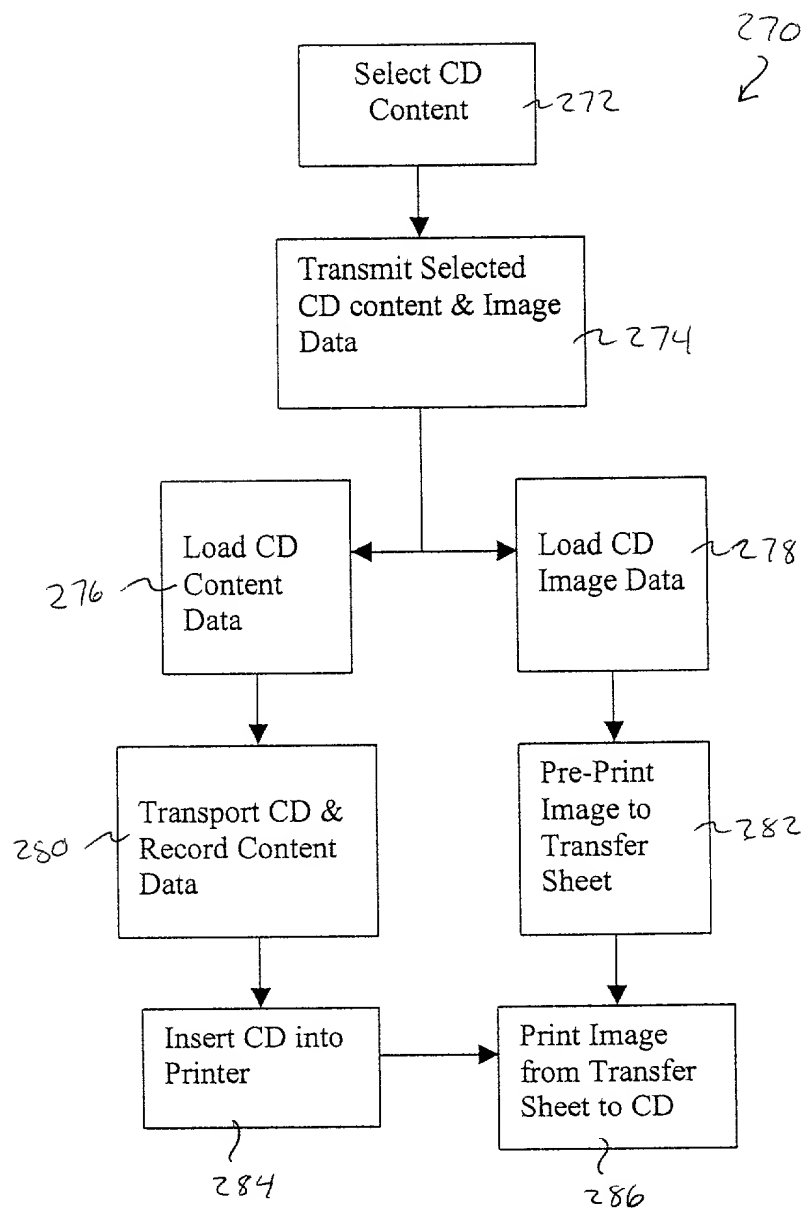 270
Select CD
Content
272
Transmit Selected
CD content & Image
Data
274
Load CD
Content
Data
276
Load CD
Image Data
278
Transport CD &
Record Content
Data
280
Pre-Print
Image to
Transfer
Sheet
282
Insert CD into
Printer
284
Print Image
from Transfer
Sheet to CD
286